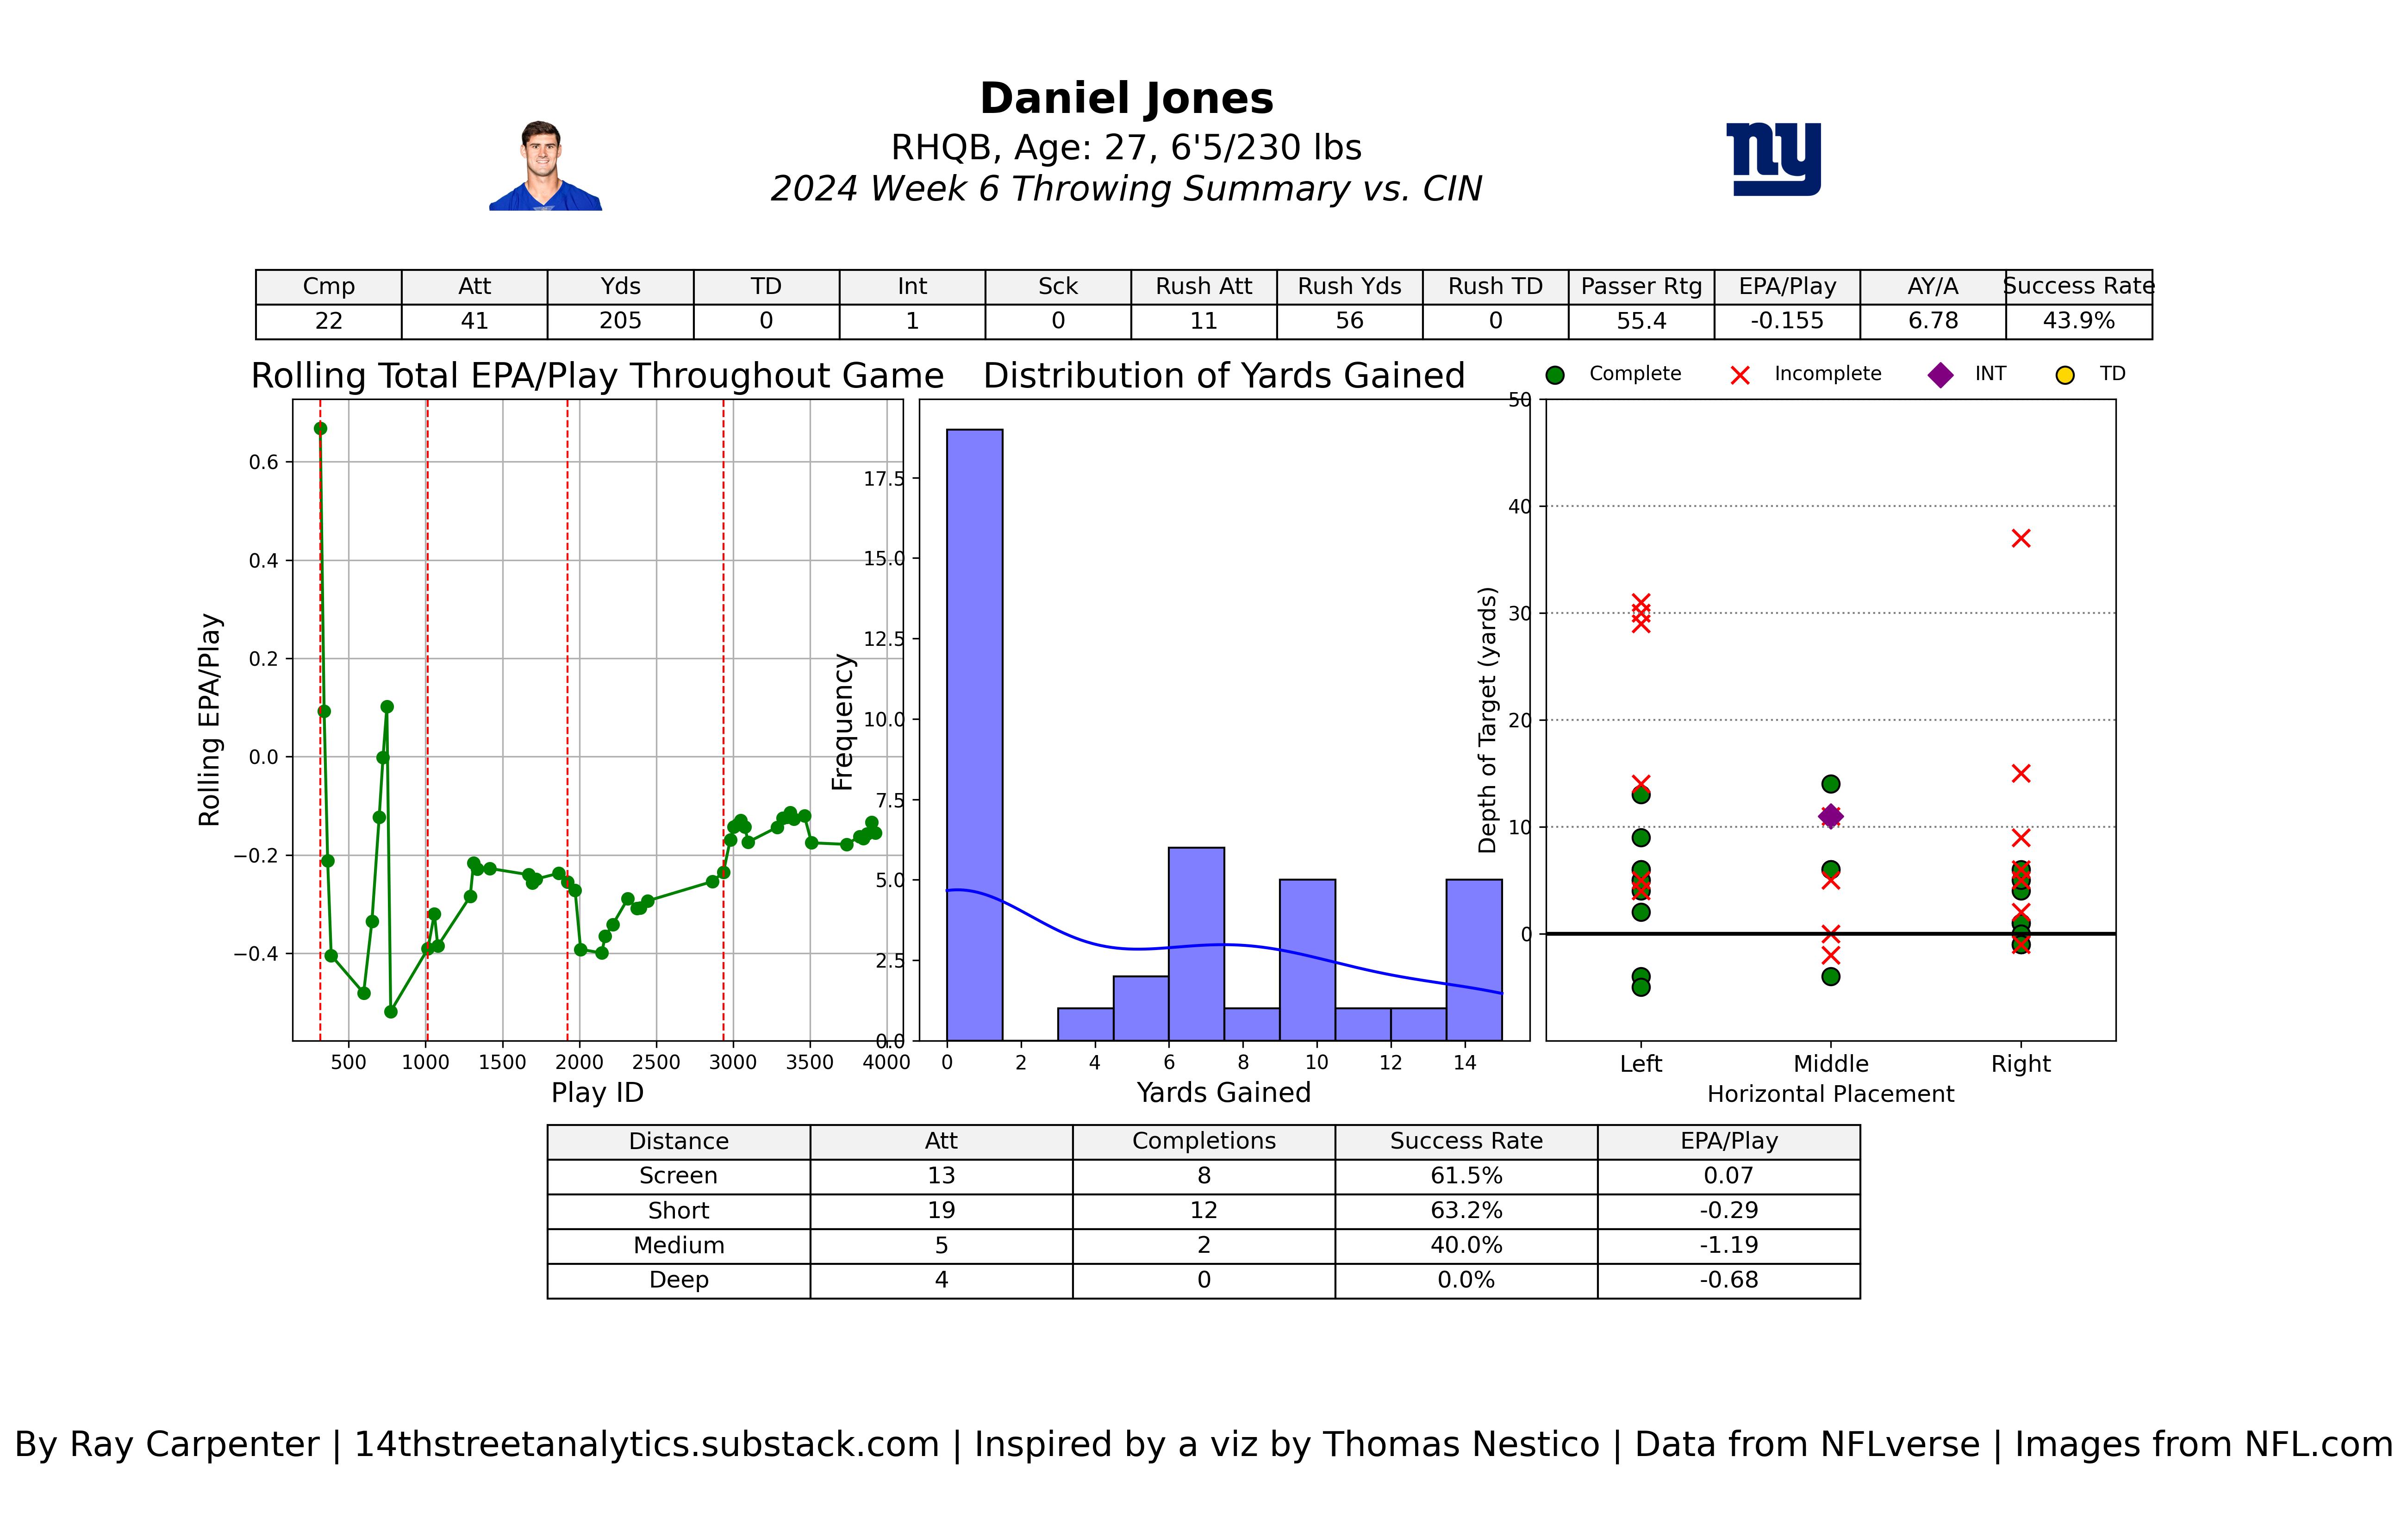 Daniel Jones
RHQB, Age: 27, 6'5/230 lbs
2024 Week 6 Throwing Summary vs. CIN
ny
Cmp Att Yds TD Int Sck Rush Att Rush Yds Rush TD Passer Rtg EPA/Play AY/A Success Rate
22 41 205 0 1 0 11 56 0 55.4 -0.155 6.78 43.9%
Rolling Total EPA/Play Throughout Game
0.6
0.4
0.2
0.0
−0.2
−0.4
Rolling EPA/Play
500 1000 1500 2000 2500 3000 3500 4000
Play ID
Distribution of Yards Gained
17.5
15.0
12.5
10.0
7.5
5.0
2.5
0.0
Frequency
0 2 4 6 8 10 12 14
Yards Gained
Complete Incomplete INT TD
50
40
30
20
10
0
Depth of Target (yards)
Left Middle Right
Horizontal Placement
Distance Att Completions Success Rate EPA/Play
Screen 13 8 61.5% 0.07
Short 19 12 63.2% -0.29
Medium 5 2 40.0% -1.19
Deep 4 0 0.0% -0.68
By Ray Carpenter | 14thstreetanalytics.substack.com | Inspired by a viz by Thomas Nestico | Data from NFLverse | Images from NFL.com